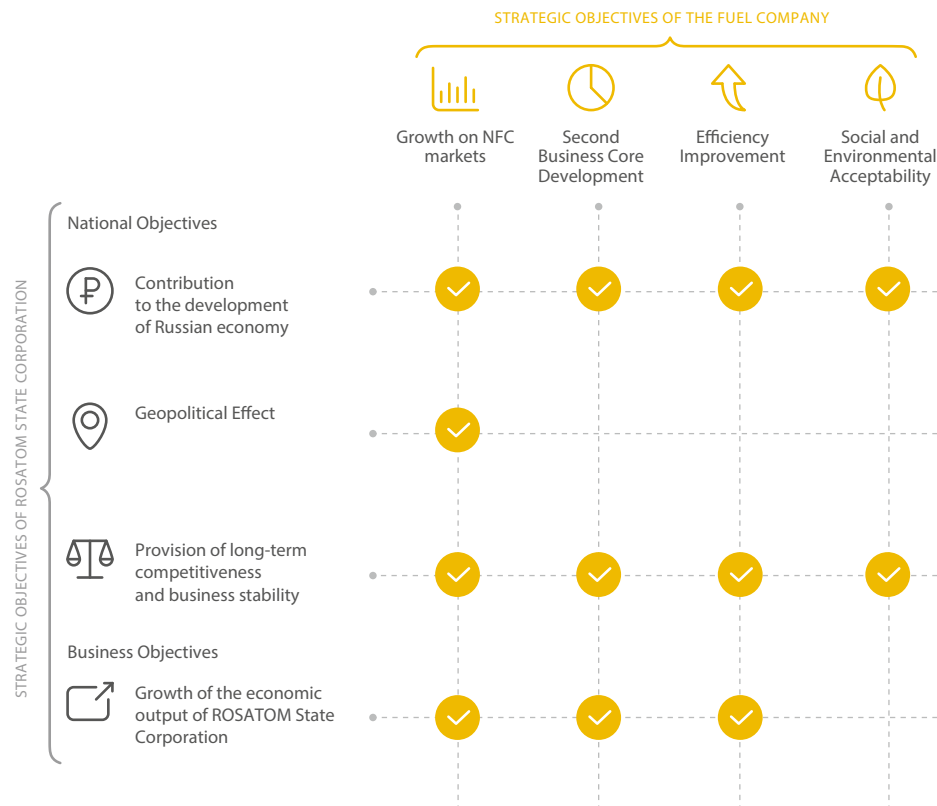 STRATEGIC OBJECTIVES OF THE FUEL COMPANY
Growth on NFC
markets
Second
Business Core
Development
Efficiency
Improvement
Social and
Environmental
Acceptability
STRATEGIC OBJECTIVES OF ROSATOM STATE CORPORATION
National Objectives
Contribution
to the development
of Russian economy
Geopolitical Effect
Provision of long-term
competitiveness
and business stability
Business Objectives
Growth of the economic
output of ROSATOM State
Corporation